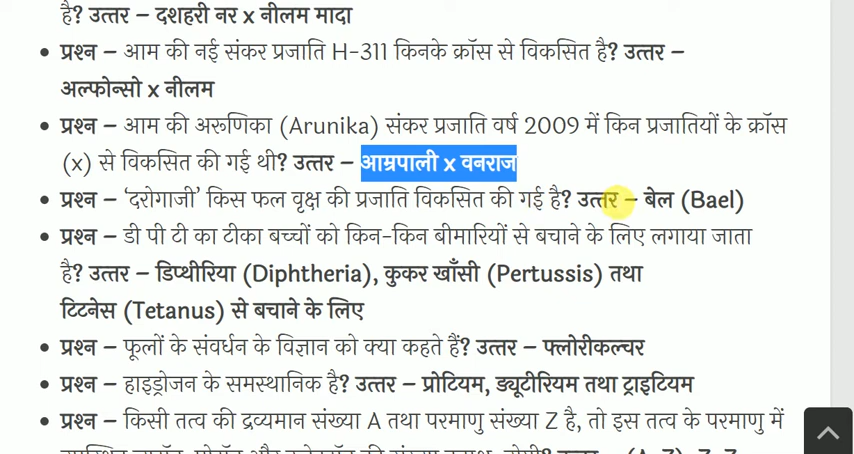 है? उत्तर – दशहरी नर x नीलम मादा
प्रश्न – आम की नई संकर प्रजाति H-311 किनके क्रॉस से विकसित है? उत्तर –
अल्फोन्सो x नीलम
प्रश्न – आम की अरूणिका (Arunika) संकर प्रजाति वर्ष 2009 में किन प्रजातियों के क्रॉस
(x) से विकसित की गई थी? उत्तर – आम्रपाली x वनराज
प्रश्न – ‘दरोगाजी’ किस फल वृक्ष की प्रजाति विकसित की गई है? उत्तर – बेल (Bael)
प्रश्न – डी पी टी का टीका बच्चों को किन-किन बीमारियों से बचाने के लिए लगाया जाता
है? उत्तर – डिप्थीरिया (Diphtheria), कुकर खाँसी (Pertussis) तथा
टिटनेस (Tetanus) से बचाने के लिए
प्रश्न – फूलों के संवर्धन के विज्ञान को क्या कहते हैं? उत्तर – फ्लोरीकल्चर
प्रश्न – हाइड्रोजन के समस्थानिक है? उत्तर – प्रोटियम, ड्यूटीरियम तथा ट्राइटियम
प्रश्न – किसी तत्व की द्रव्यमान संख्या A तथा परमाणु संख्या Z है, तो इस तत्व के परमाणु में